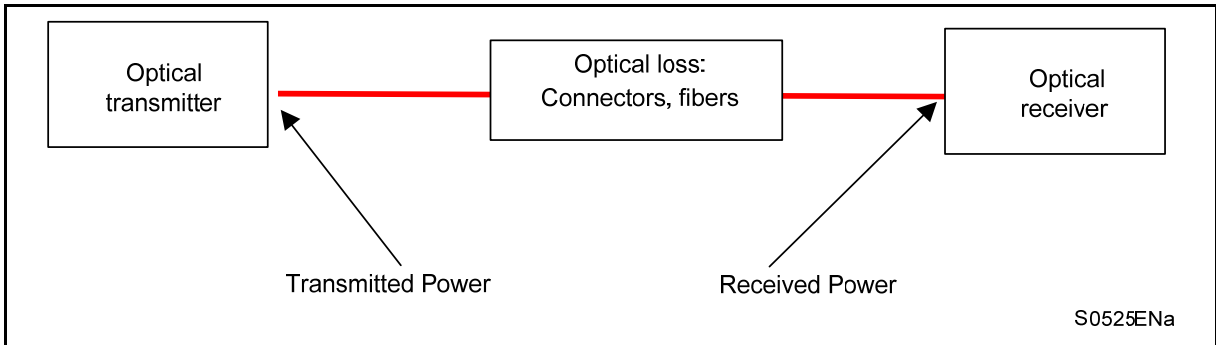 Optical
transmitter
Optical loss:
Connectors, fibers
Optical
receiver
Transmitted Power
Received Power
S0525ENa